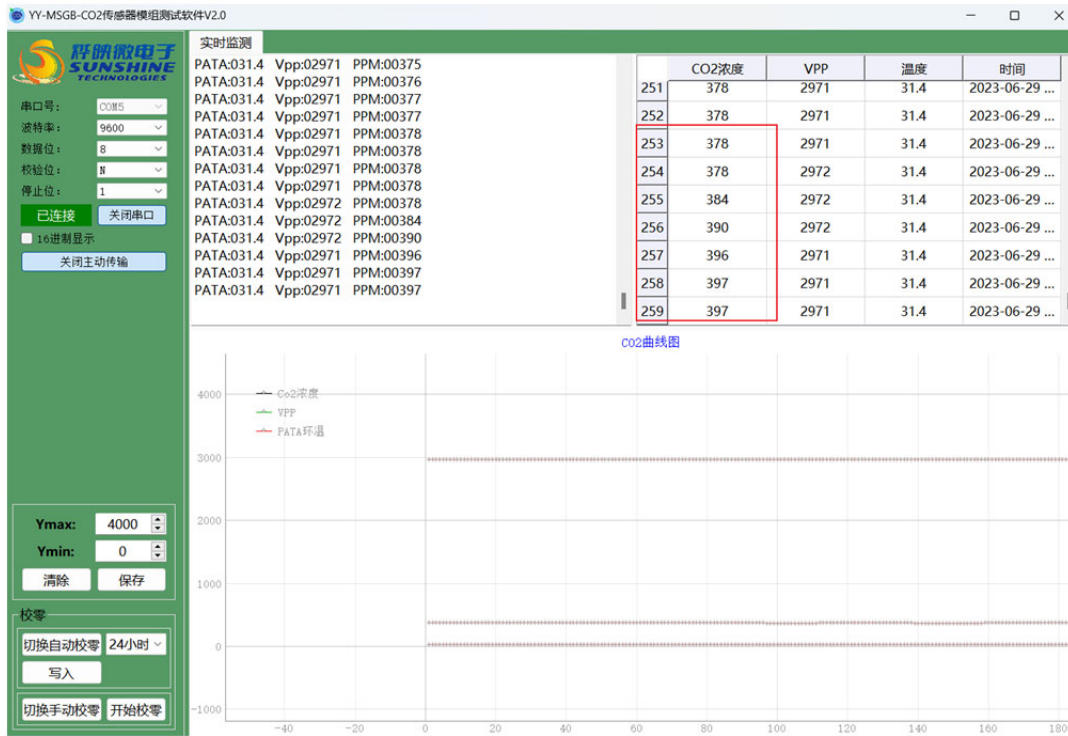 YY-MSGB-CO2传感器模组测试软件V2.0
烨映微电子
SUNSHINE
TECHNOLOGIES
串口号: COM5
波特率: 9600
数据位: 8
校验位: N
停止位: 1
已连接 关闭串口
16进制显示
关闭主动传输
Ymax: 4000
Ymin: 0
清除 保存
校零
切换自动校零 24小时
写入
切换手动校零 开始校零
实时监测
PATA:031.4 Vpp:02971 PPM:00375
PATA:031.4 Vpp:02971 PPM:00376
PATA:031.4 Vpp:02971 PPM:00377
PATA:031.4 Vpp:02971 PPM:00377
PATA:031.4 Vpp:02971 PPM:00378
PATA:031.4 Vpp:02971 PPM:00378
PATA:031.4 Vpp:02971 PPM:00378
PATA:031.4 Vpp:02971 PPM:00378
PATA:031.4 Vpp:02972 PPM:00378
PATA:031.4 Vpp:02972 PPM:00384
PATA:031.4 Vpp:02972 PPM:00390
PATA:031.4 Vpp:02971 PPM:00396
PATA:031.4 Vpp:02971 PPM:00397
PATA:031.4 Vpp:02971 PPM:00397
CO2浓度 VPP 温度 时间
251 378 2971 31.4 2023-06-29 ...
252 378 2971 31.4 2023-06-29 ...
253 378 2971 31.4 2023-06-29 ...
254 378 2972 31.4 2023-06-29 ...
255 384 2972 31.4 2023-06-29 ...
256 390 2972 31.4 2023-06-29 ...
257 396 2971 31.4 2023-06-29 ...
258 397 2971 31.4 2023-06-29 ...
259 397 2971 31.4 2023-06-29 ...
CO2曲线图
Co2浓度
VPP
PATA环温
4000
3000
2000
1000
0
-1000
-40 -20 0 20 40 60 80 100 120 140 160 180